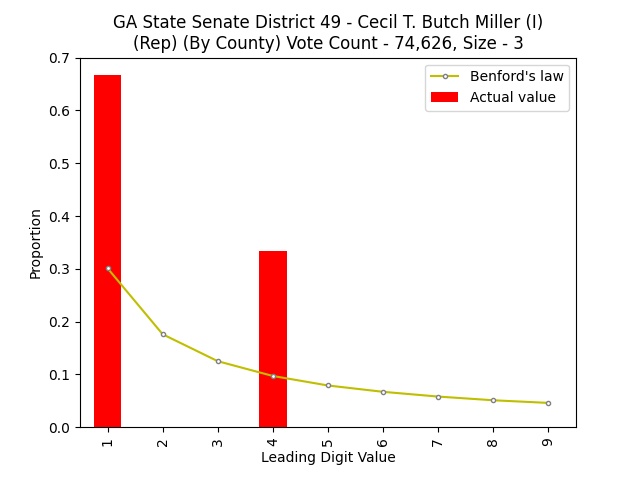 GA State Senate District 49 - Cecil T. Butch Miller (I)
(Rep) (By County) Vote Count - 74,626, Size - 3
Benford's law
Actual value
0.7
0.6
0.5
0.4
0.3
0.2
0.1
0.0
Proportion
1 2 3 4 5 6 7 8 9
Leading Digit Value